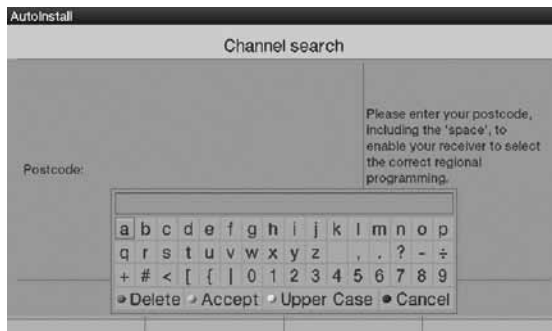 AutoInstall
Channel search
Please enter your postcode,
including the 'space', to
enable your receiver to select
the correct regional
programming.
Postcode:
a b c d e f g h i j k l m n o p
q r s t u v w x y z , . ? - ÷
+ # < [ { | 0 1 2 3 4 5 6 7 8 9
Delete Accept Upper Case Cancel